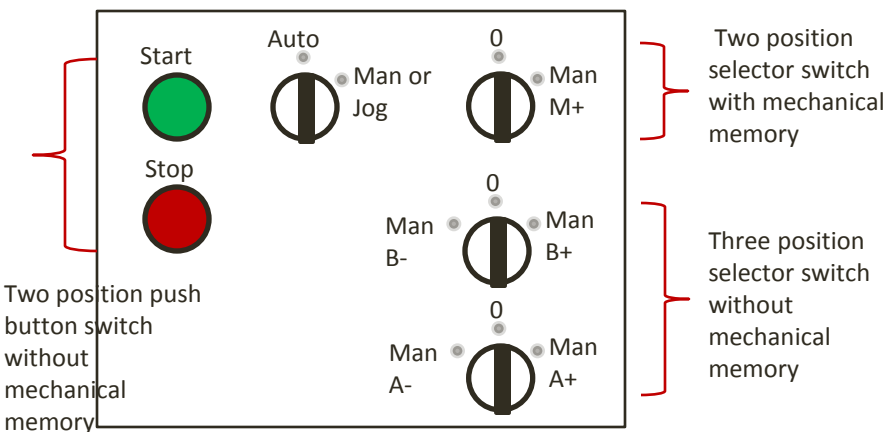 Start
Auto
Man or
Jog
0
Man
M+
Two position
selector switch
with mechanical
memory
Stop
0
Man
B-
Man
B+
Three position
selector switch
without
mechanical
memory
Two position push
button switch
without
mechanical
memory
0
Man
A-
Man
A+